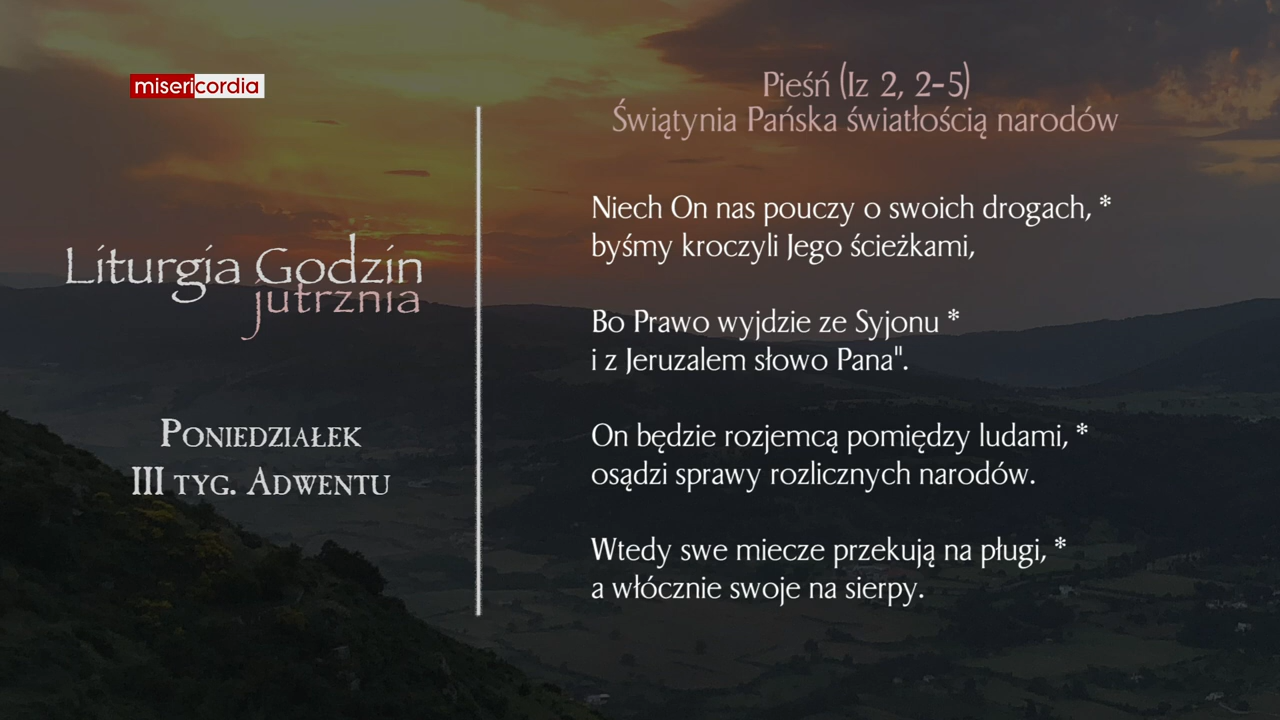 misericordia
Liturgia Godzin
jutrznia
Poniedziałek
III tyg. Adwentu
Pieśń (Iz 2, 2-5)
Świątynia Pańska światłością narodów
Niech On nas pouczy o swoich drogach, *
byśmy kroczyli Jego ścieżkami,
Bo Prawo wyjdzie ze Syjonu *
i z Jeruzalem słowo Pana".
On będzie rozjemcą pomiędzy ludami, *
osądzi sprawy rozlicznych narodów.
Wtedy swe miecze przekują na pługi, *
a włócznie swoje na sierpy.